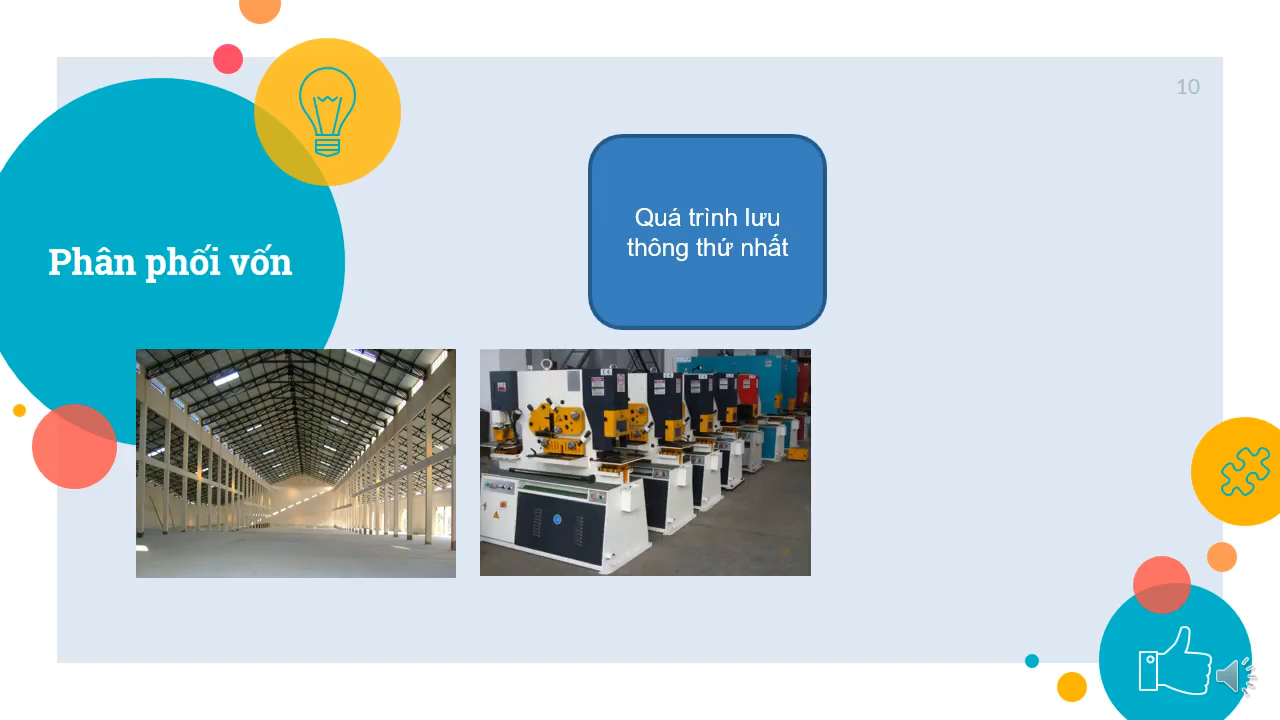 10
Phân phối vốn
Quá trình lưu
thông thứ nhất